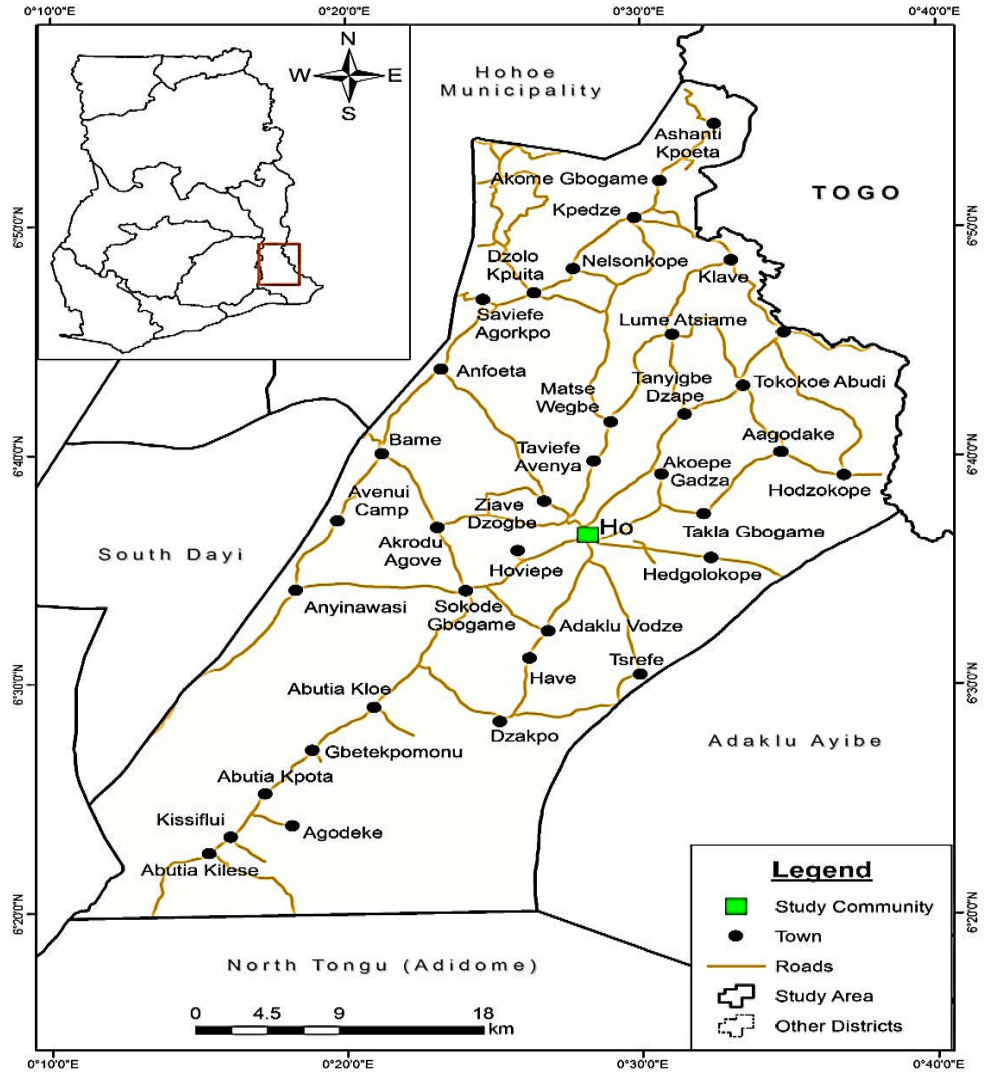 0°10'0"E
0°20'0"E
0°30'0"E
0°40'0"E
N
W
E
S
Hohoe
Municipality
TOGO
Ashanti
Kpoeta
Akome Gbogame
Kpedze
6°50'0"N
6°50'0"N
Dzolo
Kpuita
Nelsonkope
Klave
Saviefe
Agorkpo
Lume Atsiame
Anfoeta
Matse
Wegbe
Tanyigbe
Dzape
Tokokoe Abudi
Bame
Taviefe
Avenya
Aagodake
6°40'0"N
6°40'0"N
Akoepe
Gadza
Hodzokope
Avenui
Camp
Ziave
Dzogbe
Ho
Takla Gbogame
South Dayi
Akrodu
Agove
Hoviepe
Hedgolokope
Anyinawasi
Sokode
Gbogame
Adaklu Vodze
Tsrefe
Have
6°30'0"N
6°30'0"N
Abutia Kloe
Dzakpo
Gbetekpomonu
Adaklu Ayibe
Abutia Kpota
Kissiflui
Agodeke
Abutia Kilese
6°20'0"N
6°20'0"N
North Tongu (Adidome)
0 4.5 9 18
km
Legend
Study Community
Town
Roads
Study Area
Other Districts
0°10'0"E
0°20'0"E
0°30'0"E
0°40'0"E